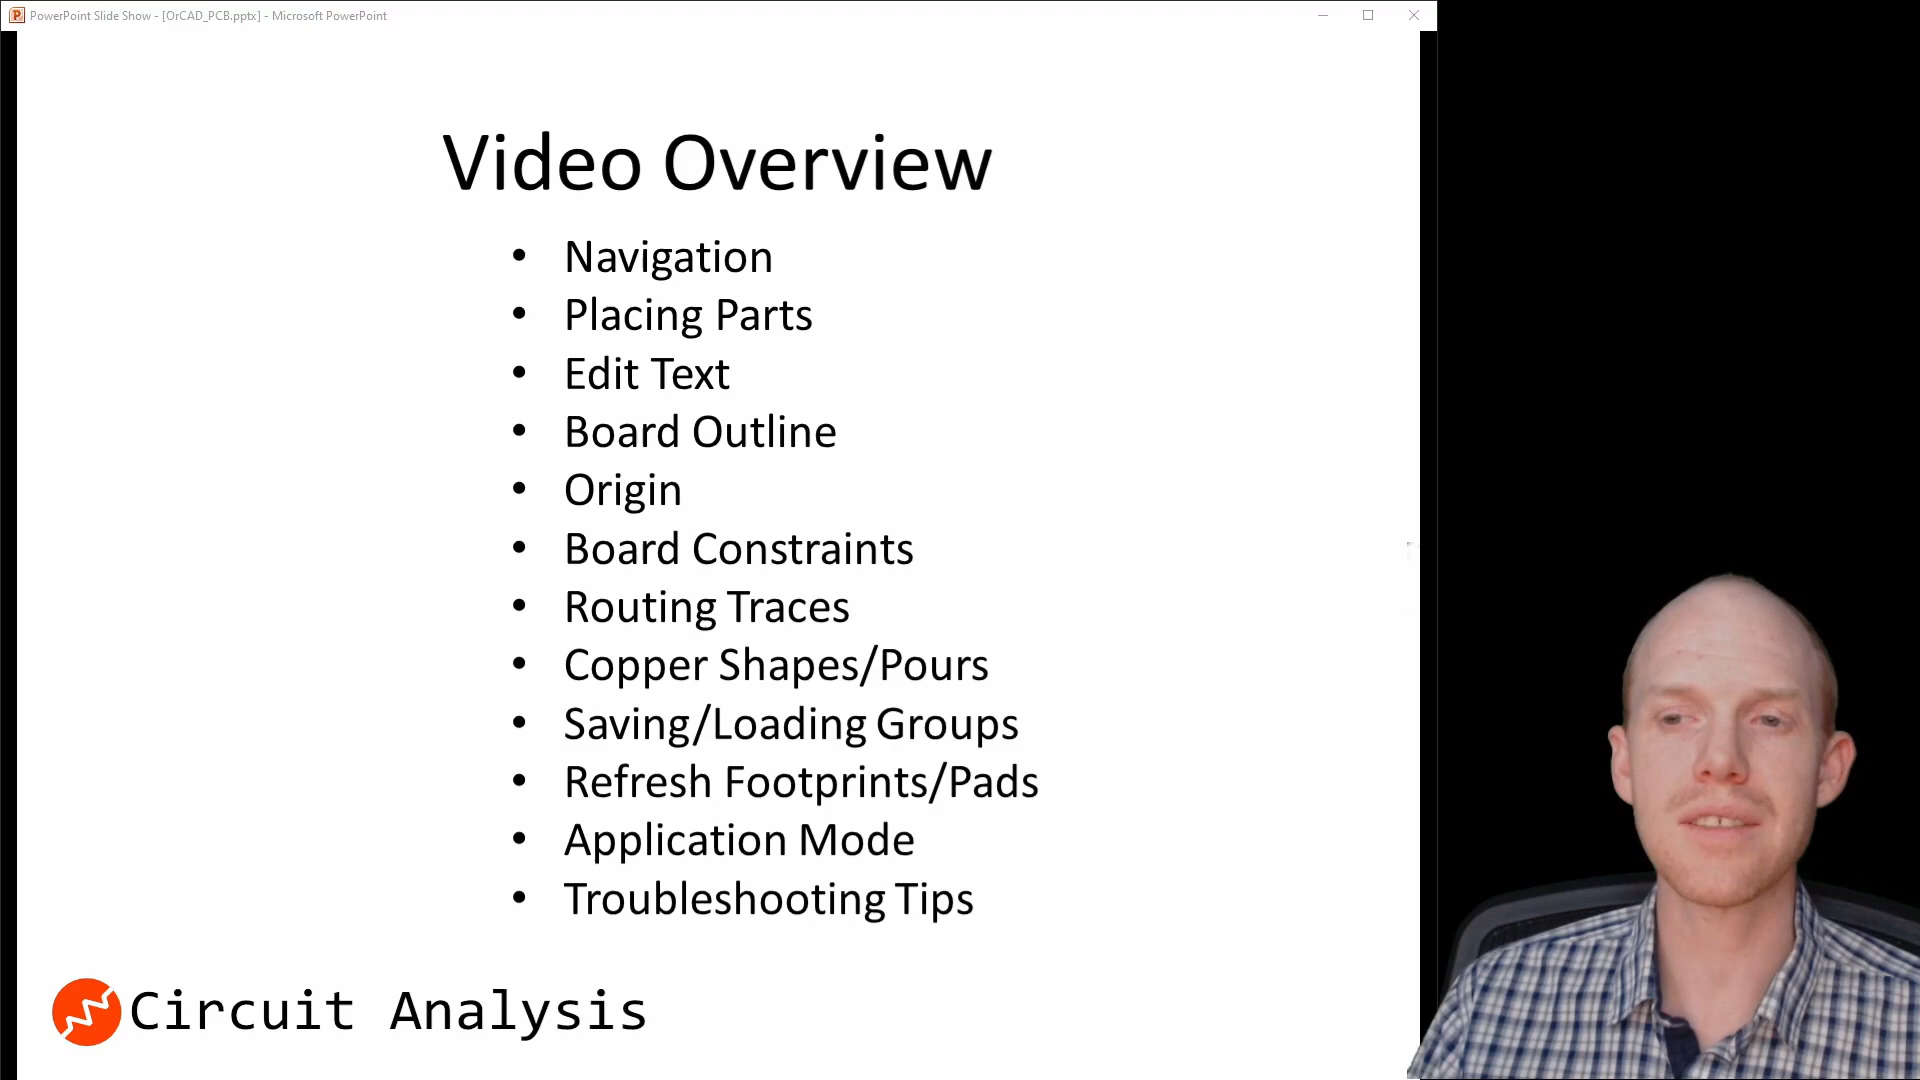 PowerPoint Slide Show - [OrCAD_PCB.pptx] - Microsoft PowerPoint
Video Overview
• Navigation
• Placing Parts
• Edit Text
• Board Outline
• Origin
• Board Constraints
• Routing Traces
• Copper Shapes/Pours
• Saving/Loading Groups
• Refresh Footprints/Pads
• Application Mode
• Troubleshooting Tips
Circuit Analysis